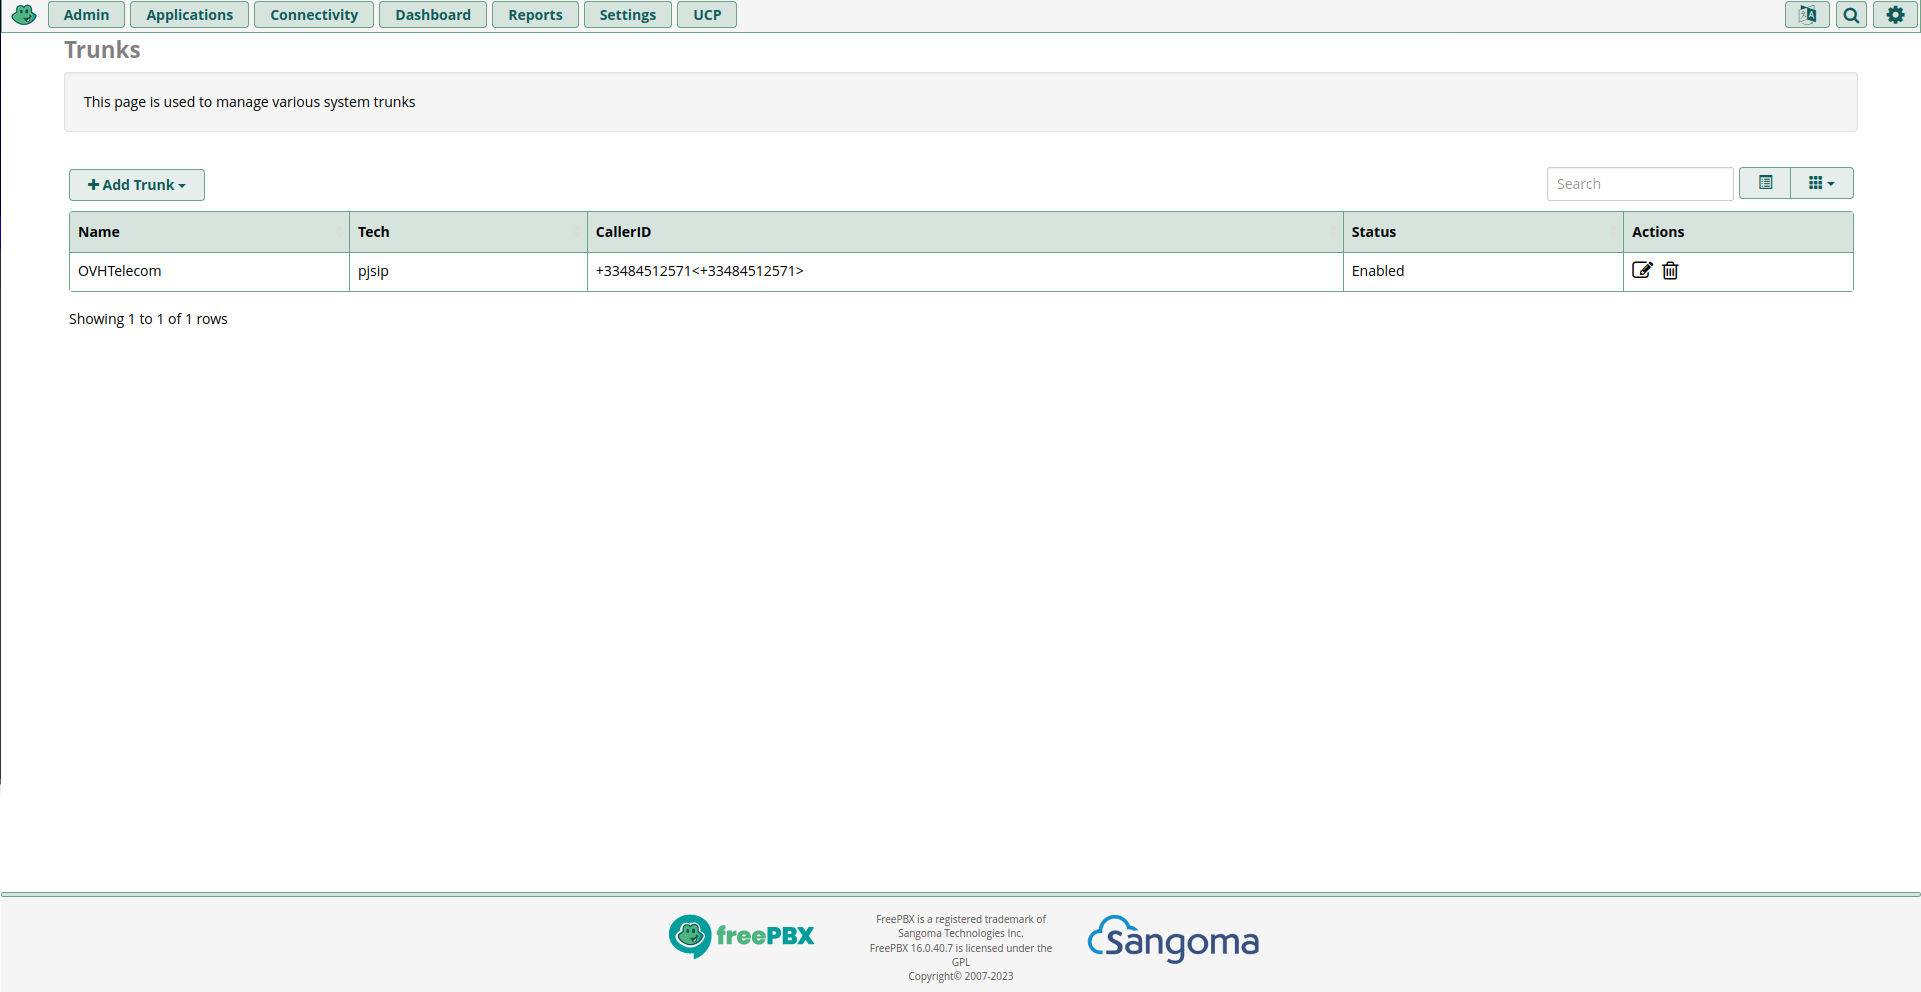 Admin Applications Connectivity Dashboard Reports Settings UCP
Trunks
This page is used to manage various system trunks
Add Trunk
Search
Name Tech CallerID Status Actions
OVHTelecom pjsip +33484512571<+33484512571> Enabled
Showing 1 to 1 of 1 rows
freePBX
FreePBX is a registered trademark of
Sangoma Technologies Inc.
FreePBX 16.0.40.7 is licensed under the
GPL
Copyright© 2007-2023
Sangoma